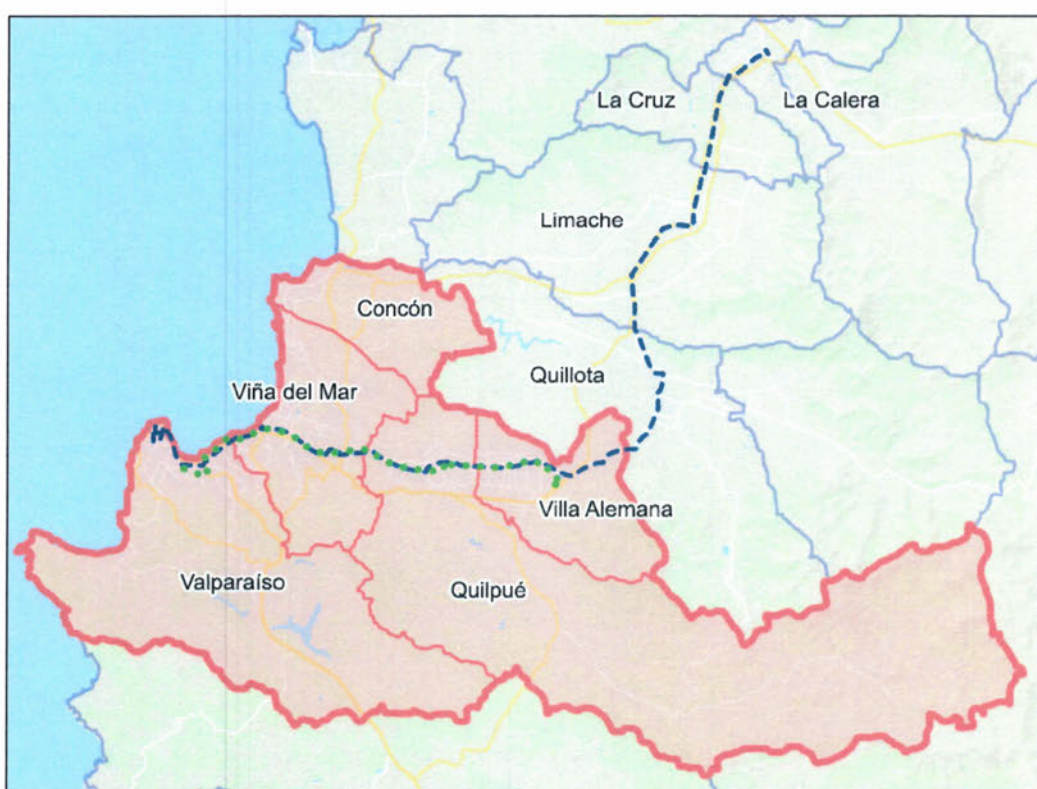 La Cruz
La Calera
Limache
Concón
Quillota
Viña del Mar
Villa Alemana
Valparaíso
Quilpué